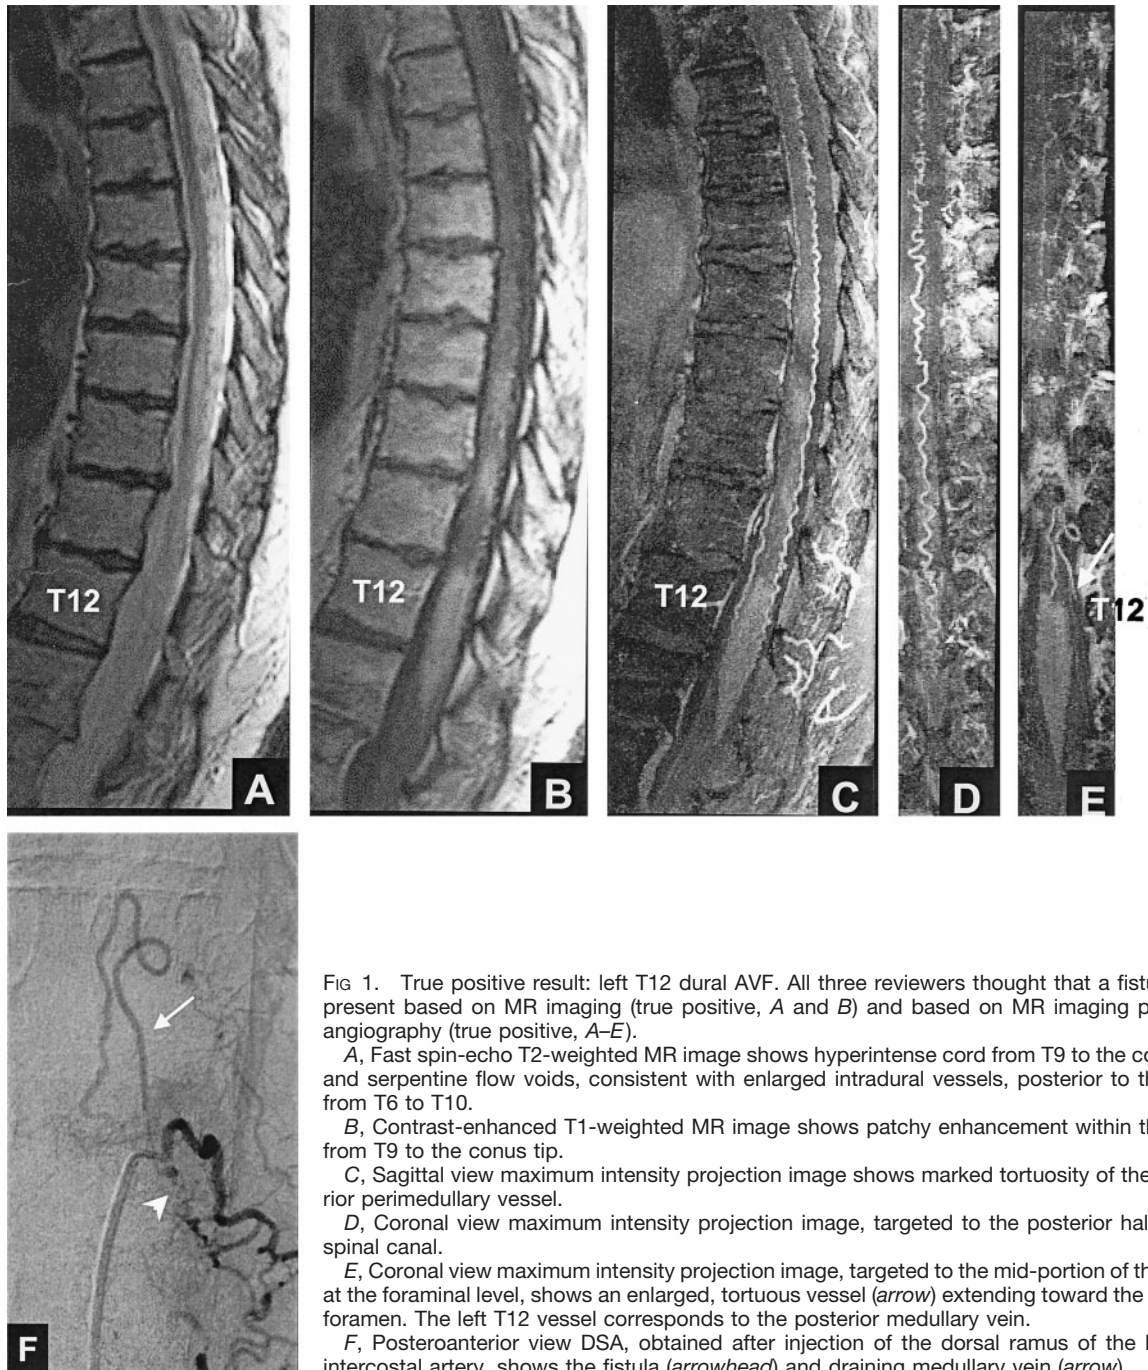 T12
T12
T12
T12
A
B
C
D
E
F
FIG 1. True positive result: left T12 dural AVF. All three reviewers thought that a
present based on MR imaging (true positive, A and B) and based on MR imaging
angiography (true positive, A–E).
A, Fast spin-echo T2-weighted MR image shows hyperintense cord from T9 to the
and serpentine flow voids, consistent with enlarged intradural vessels, posterior to
from T6 to T10.
B, Contrast-enhanced T1-weighted MR image shows patchy enhancement within
from T9 to the conus tip.
C, Sagittal view maximum intensity projection image shows marked tortuosity of the
rior perimedullary vessel.
D, Coronal view maximum intensity projection image, targeted to the posterior
spinal canal.
E, Coronal view maximum intensity projection image, targeted to the mid-portion of
at the foraminal level, shows an enlarged, tortuous vessel (arrow) extending toward the
foramen. The left T12 vessel corresponds to the posterior medullary vein.
F, Posteroanterior view DSA, obtained after injection of the dorsal ramus of the
intercostal artery, shows the fistula (arrowhead) and draining medullary vein (arrow)